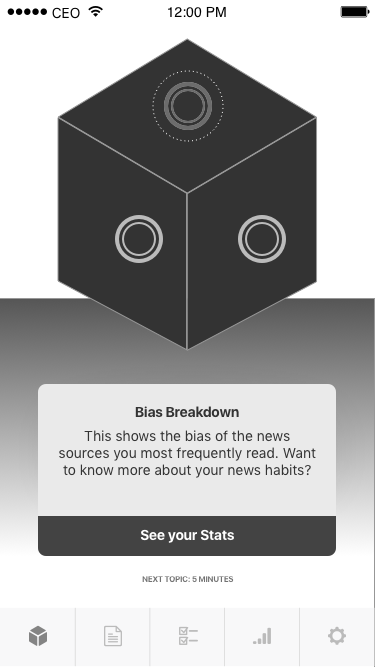 CEO 12:00 PM
Bias Breakdown
This shows the bias of the news
sources you most frequently read. Want
to know more about your news habits?
See your Stats
NEXT TOPIC: 5 MINUTES